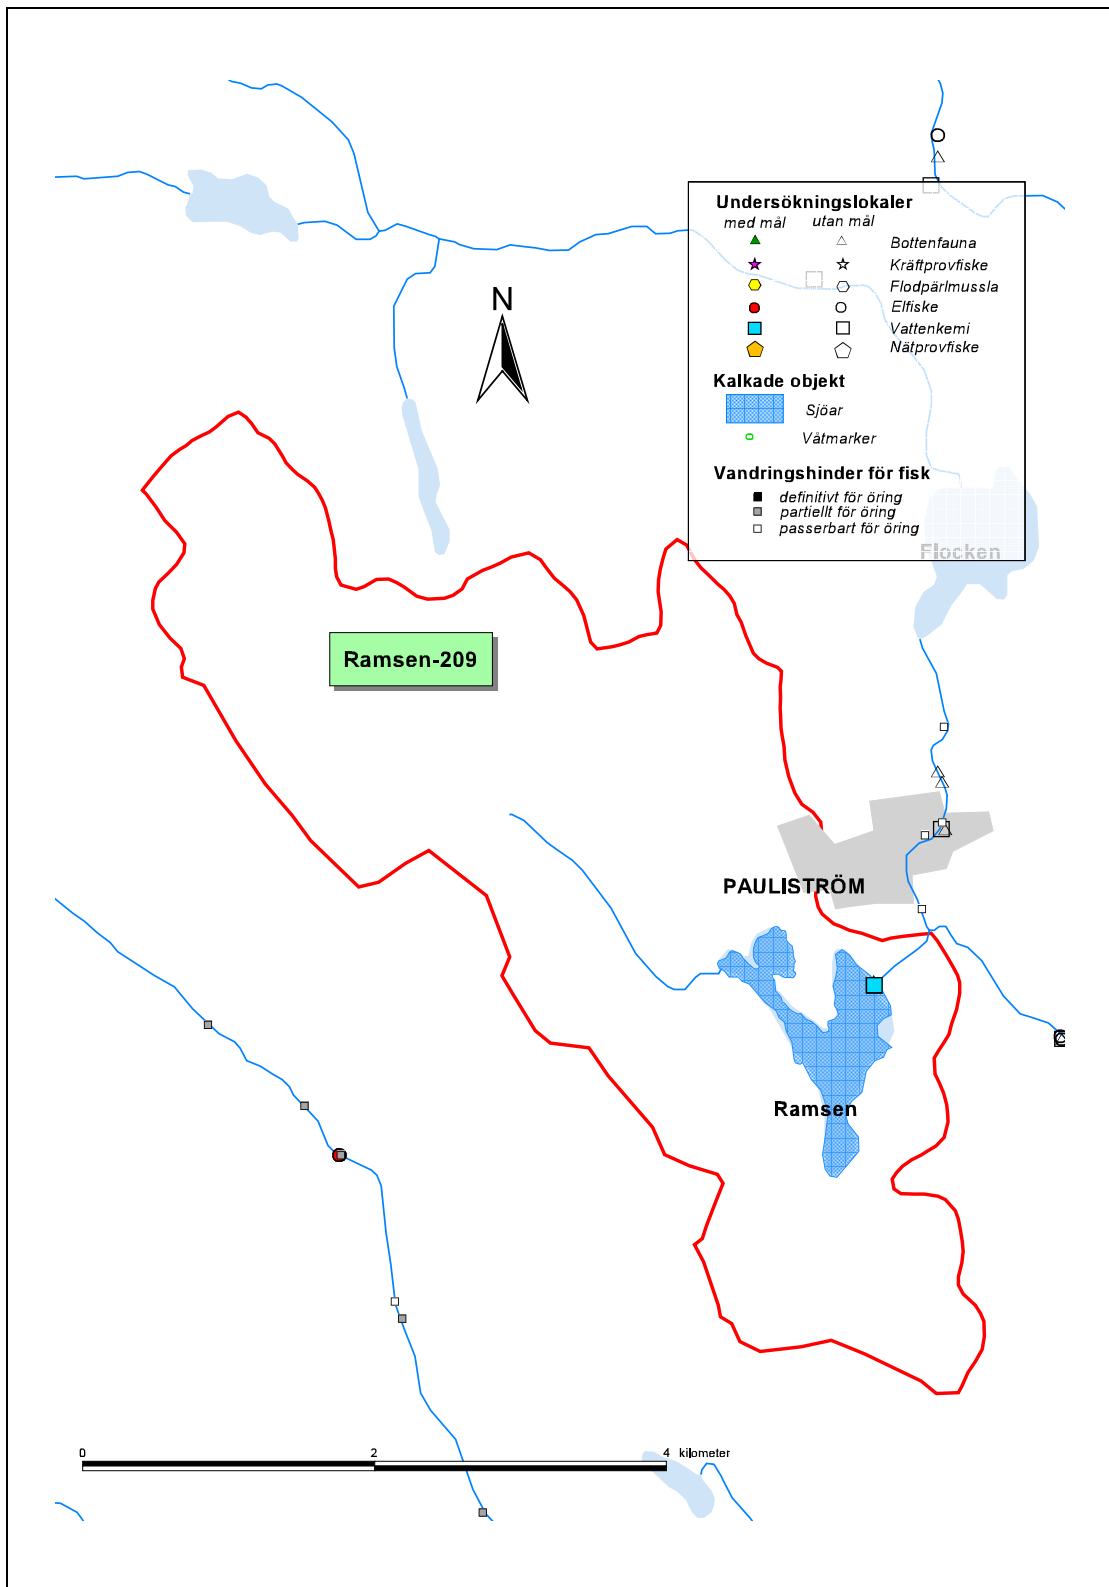 Undersökningslokaler
med mål utan mål
Bottenfauna
Kräftprovfiske
Flodpärlmussla
Elfiske
Vattenkemi
Nätprovfiske
Kalkade objekt
Sjöar
Våtmarker
Vandringshinder för fisk
definitivt för öring
partiellt för öring
passerbart för öring
Flocken
N
Ramsen-209
PAULISTRÖM
Ramsen
0 2 4 kilometer